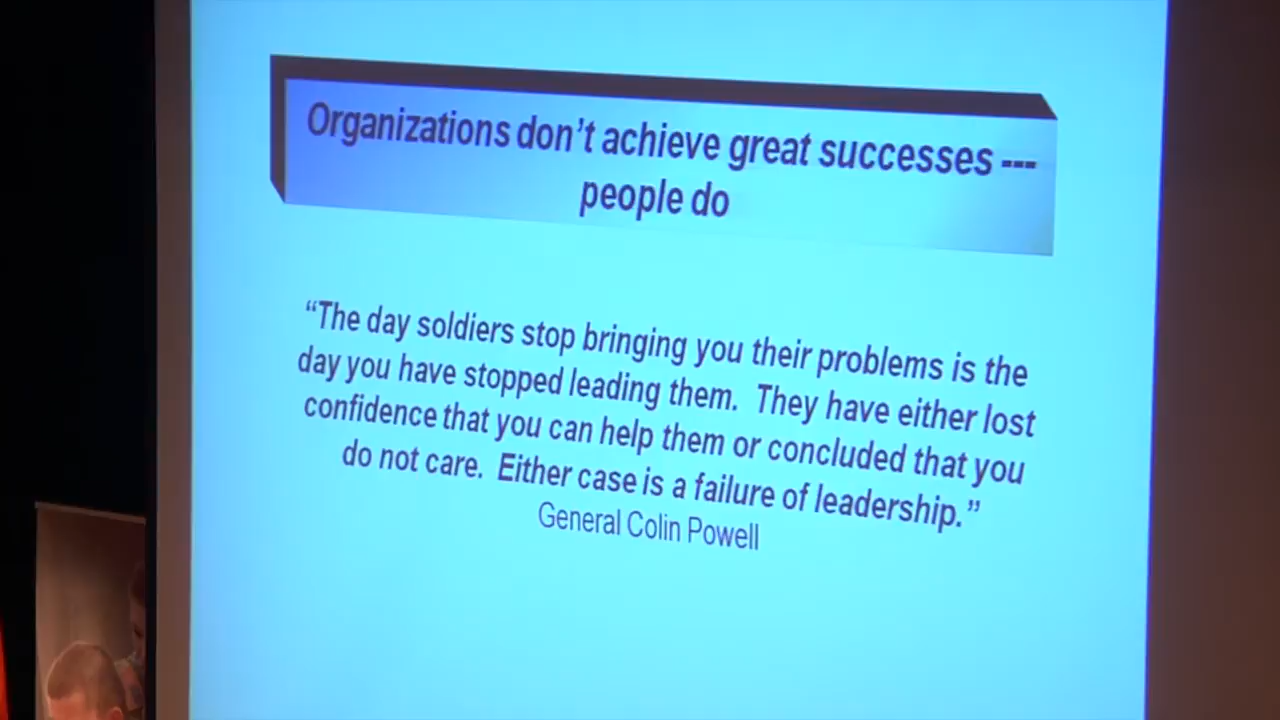 Organizations don’t achieve great successes ---
people do
“The day soldiers stop bringing you their problems is the
day you have stopped leading them.  They have either lost
confidence that you can help them or concluded that you
do not care.  Either case is a failure of leadership.”
General Colin Powell